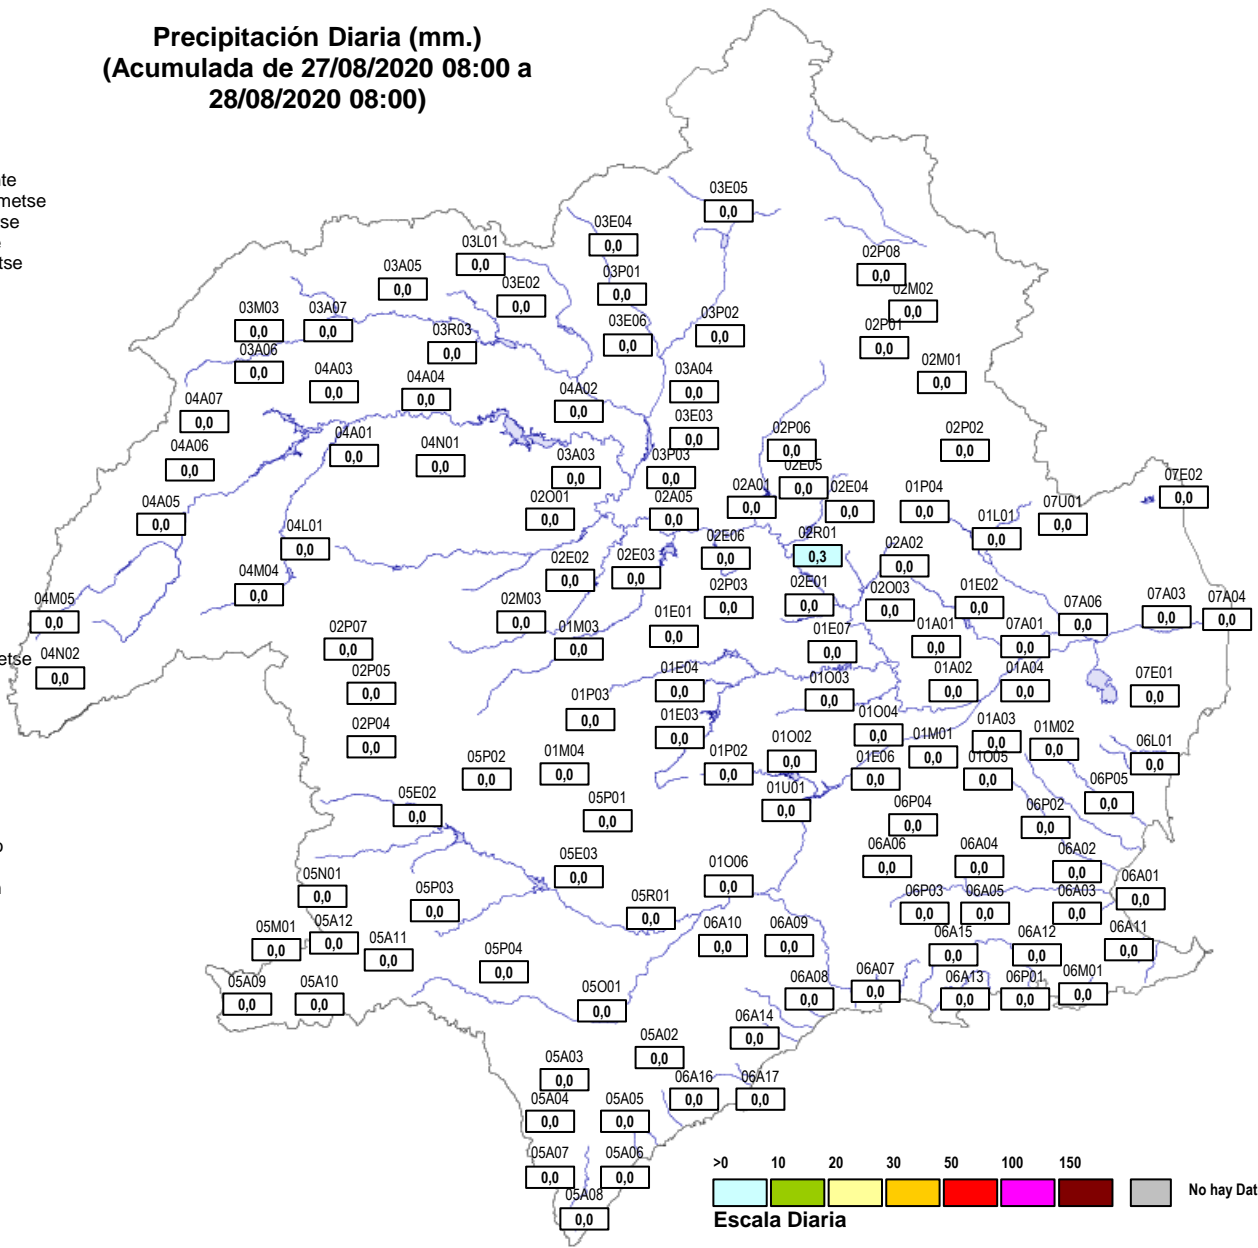 Precipitación Diaria (mm.)
(Acumulada de 27/08/2020 08:00 a
28/08/2020 08:00)
te
metse
se
tse
03E05
0,0
03E04
0,0
03L01
0,0
02P08
0,0
03A05
0,0
03P01
0,0
03E02
0,0
02M02
0,0
03M03
0,0
03A07
0,0
03P02
0,0
03E06
0,0
03R03
0,0
02P01
0,0
03A06
0,0
02M01
0,0
04A03
0,0
04A04
0,0
03A04
0,0
04A02
0,0
04A07
0,0
03E03
0,0
02P06
0,0
02P02
0,0
04A01
0,0
04A06
0,0
04N01
0,0
03A03
0,0
03P03
0,0
02E05
0,0
07E02
0,0
02A01
0,0
02E04
0,0
01P04
0,0
04A05
0,0
02O01
0,0
02A05
0,0
07U01
0,0
01L01
0,0
04L01
0,0
02E06
0,0
02R01
0,3
02A02
0,0
02E02
0,0
02E03
0,0
04M04
0,0
02P03
0,0
02E01
0,0
02O03
0,0
01E02
0,0
04M05
0,0
02M03
0,0
07A03
0,0
07A04
0,0
07A06
0,0
01E01
0,0
01M03
0,0
02P07
0,0
01E07
0,0
01A01
0,0
07A01
0,0
etse
04N02
0,0
02P05
0,0
01E04
0,0
01O03
0,0
01A02
0,0
01A04
0,0
07E01
0,0
01P03
0,0
01E03
0,0
01O04
0,0
02P04
0,0
01A03
0,0
01M02
0,0
01M01
0,0
06L01
0,0
05P02
0,0
01M04
0,0
01P02
0,0
01O02
0,0
01E06
0,0
01O05
0,0
05E02
0,0
05P01
0,0
01U01
0,0
06P05
0,0
06P04
0,0
06P02
0,0
o
05E03
0,0
06A06
0,0
06A04
0,0
06A02
0,0
05N01
0,0
05P03
0,0
01O06
0,0
06A01
0,0
05R01
0,0
06P03
0,0
06A05
0,0
06A03
0,0
05M01
0,0
05A12
0,0
05A11
0,0
06A10
0,0
06A09
0,0
06A15
0,0
06A12
0,0
06A11
0,0
05P04
0,0
05A09
0,0
05A10
0,0
05O01
0,0
06A08
0,0
06A07
0,0
06A13
0,0
06P01
0,0
06M01
0,0
06A14
0,0
05A02
0,0
05A03
0,0
06A16
0,0
06A17
0,0
05A04
0,0
05A05
0,0
05A07
0,0
05A06
0,0
05A08
0,0
>0 10 20 30 50 100 150
No hay Dat
Escala Diaria